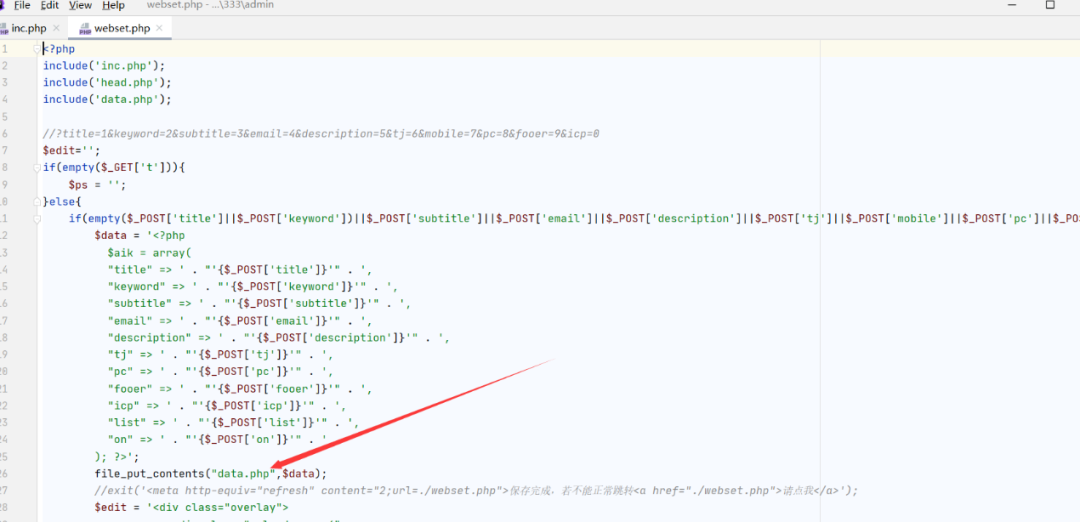 File Edit View Help webset.php - ...\333\admin
inc.php webset.php
1 <?php
2 include('inc.php');
3 include('head.php');
4 include('data.php');
5
6 //?title=1&keyword=2&subtitle=3&email=4&description=5&tj=6&mobile=7&pc=8&fooer=9&icp=0
7 $edit='';
8 if(empty($_GET['t'])){
9 $ps = '';
10 }else{
11 if(empty($_POST['title']||$_POST['keyword'])||$_POST['subtitle']||$_POST['email']||$_POST['description']||$_POST['tj']||$_POST['mobile']||$_POST['pc']||$_POS
12 $data = '<?php
13 $aik = array(
14 "title" => ' . "'{$_POST['title']}'" . ',
15 "keyword" => ' . "'{$_POST['keyword']}'" . ',
16 "subtitle" => ' . "'{$_POST['subtitle']}'" . ',
17 "email" => ' . "'{$_POST['email']}'" . ',
18 "description" => ' . "'{$_POST['description']}'" . ',
19 "tj" => ' . "'{$_POST['tj']}'" . ',
20 "pc" => ' . "'{$_POST['pc']}'" . ',
21 "fooer" => ' . "'{$_POST['fooer']}'" . ',
22 "icp" => ' . "'{$_POST['icp']}'" . ',
23 "list" => ' . "'{$_POST['list']}'" . ',
24 "on" => ' . "'{$_POST['on']}'" . '
25 ); ?>';
26 file_put_contents("data.php",$data);
27 //exit('<meta http-equiv="refresh" content="2;url=./webset.php">保存完成，若不能正常跳转<a href="./webset.php">请点我</a>');
28 $edit = '<div class="overlay">